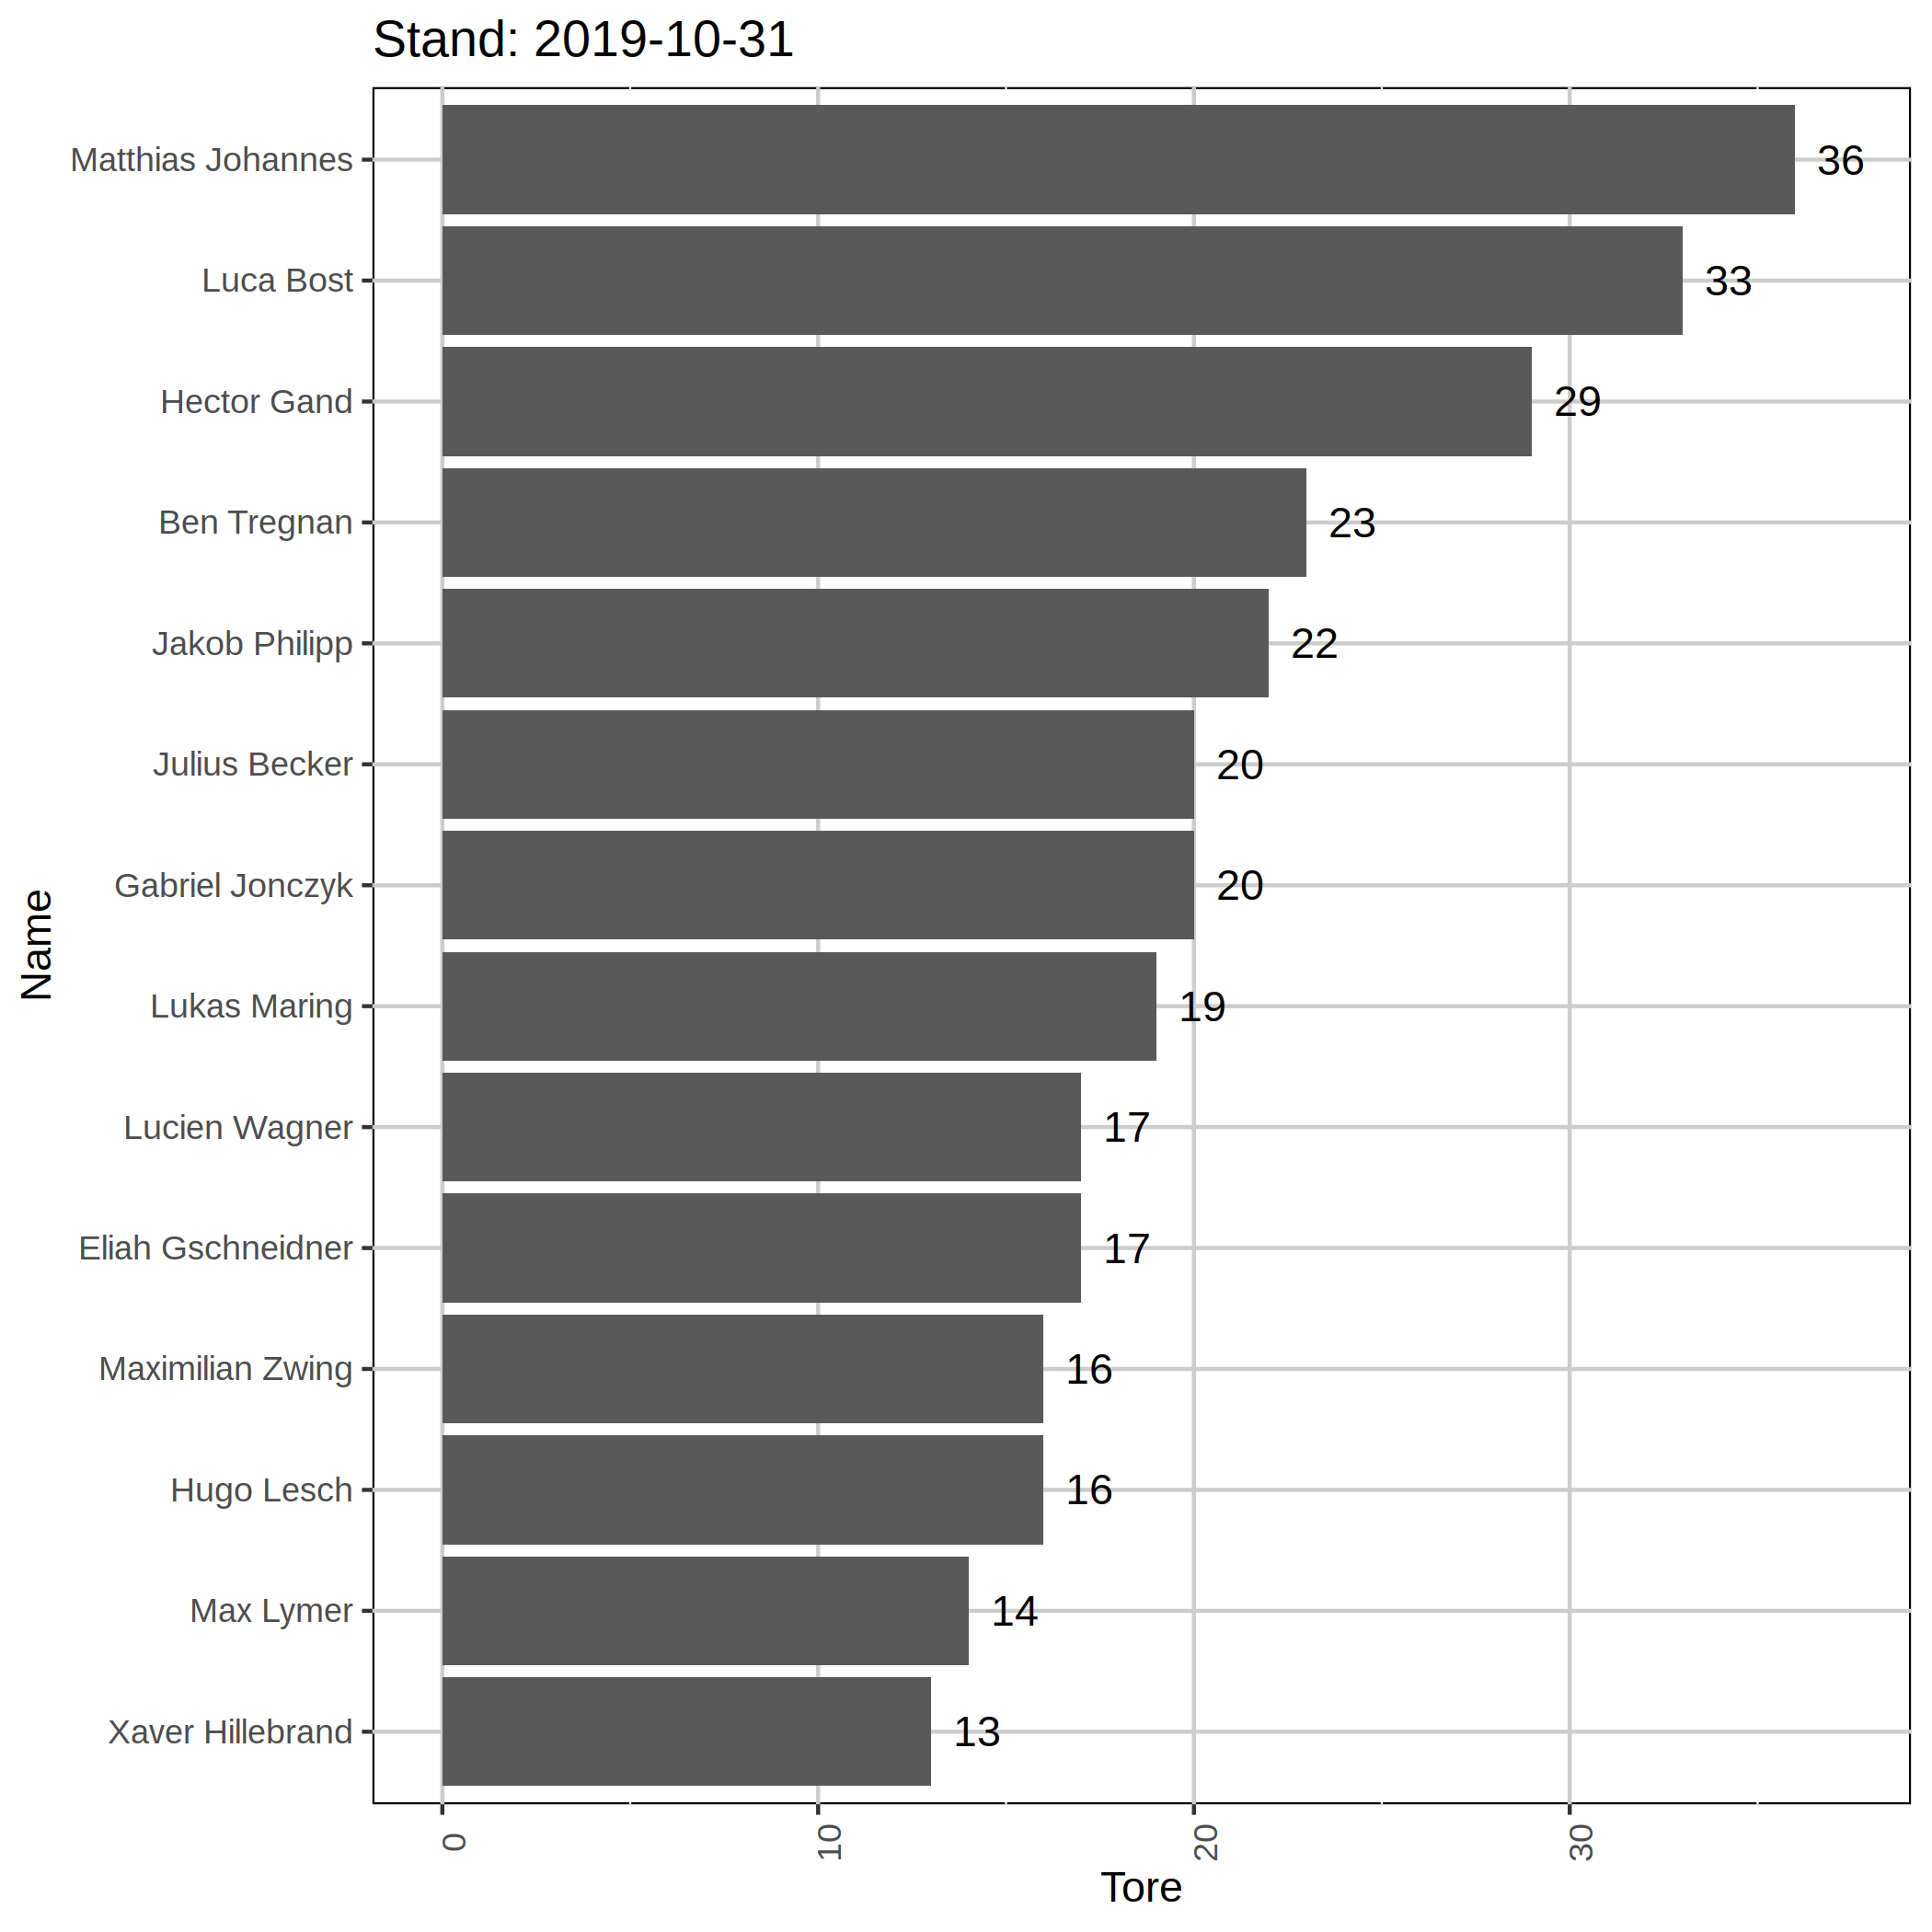 Stand: 2019-10-31
Name
Matthias Johannes 36
Luca Bost 33
Hector Gand 29
Ben Tregnan 23
Jakob Philipp 22
Julius Becker 20
Gabriel Jonczyk 20
Lukas Maring 19
Lucien Wagner 17
Eliah Gschneidner 17
Maximilian Zwing 16
Hugo Lesch 16
Max Lymer 14
Xaver Hillebrand 13
0 10 20 30
Tore